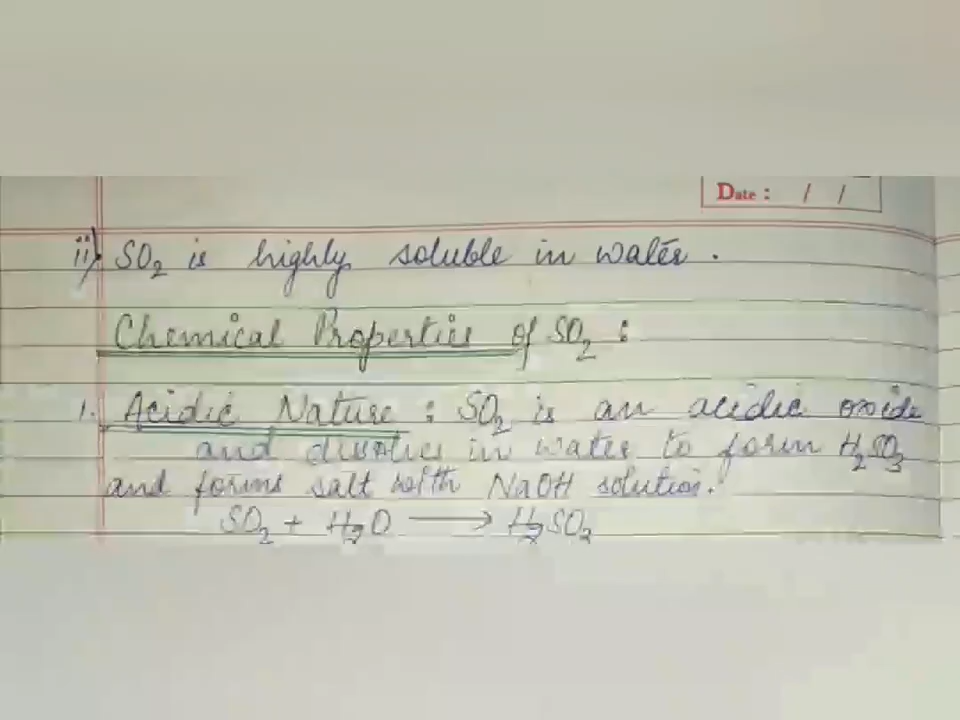 Date : / /
ii) SO₂ is highly soluble in water .
Chemical Properties of SO₂ :
1. Acidic Nature : SO₂ is an acidic oxide
and dissolves in water to form H₂SO₃
and forms salt with NaOH solution.
SO₂ + H₂O ⟶ H₂SO₃